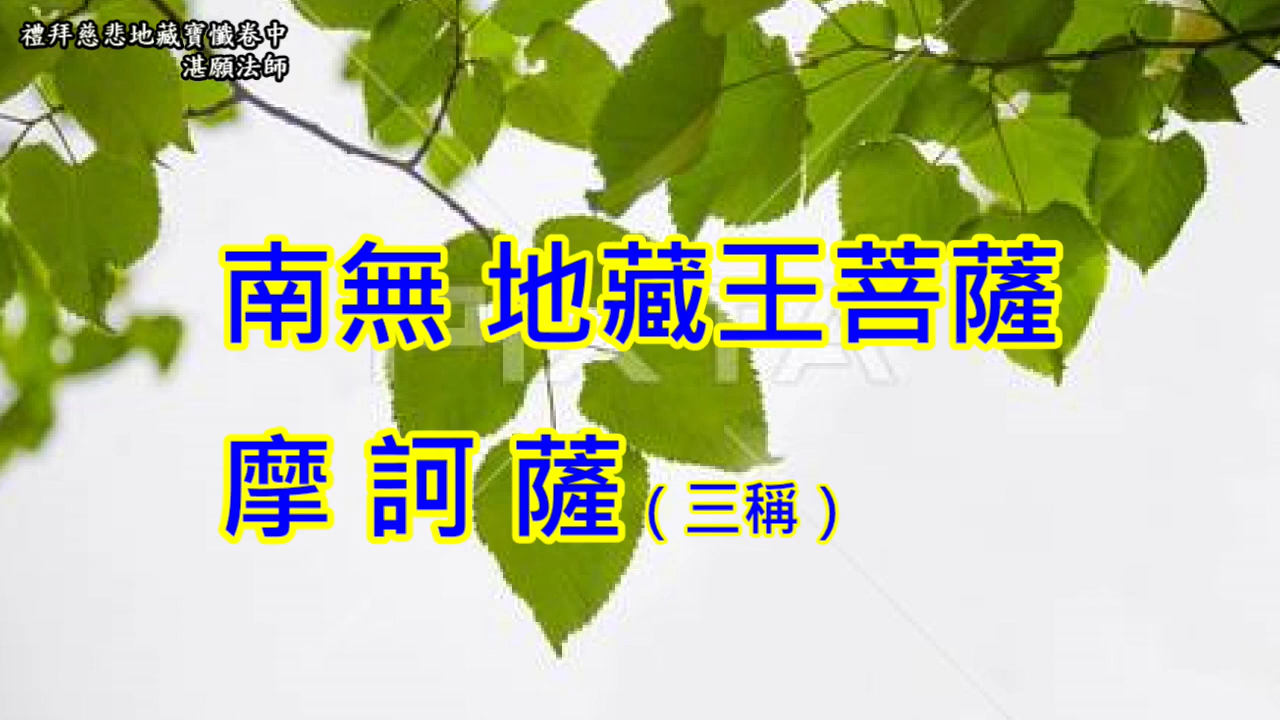 禮拜慈悲地藏寶懺卷中
湛願法師
南無 地藏王菩薩
摩 訶 薩（三稱）